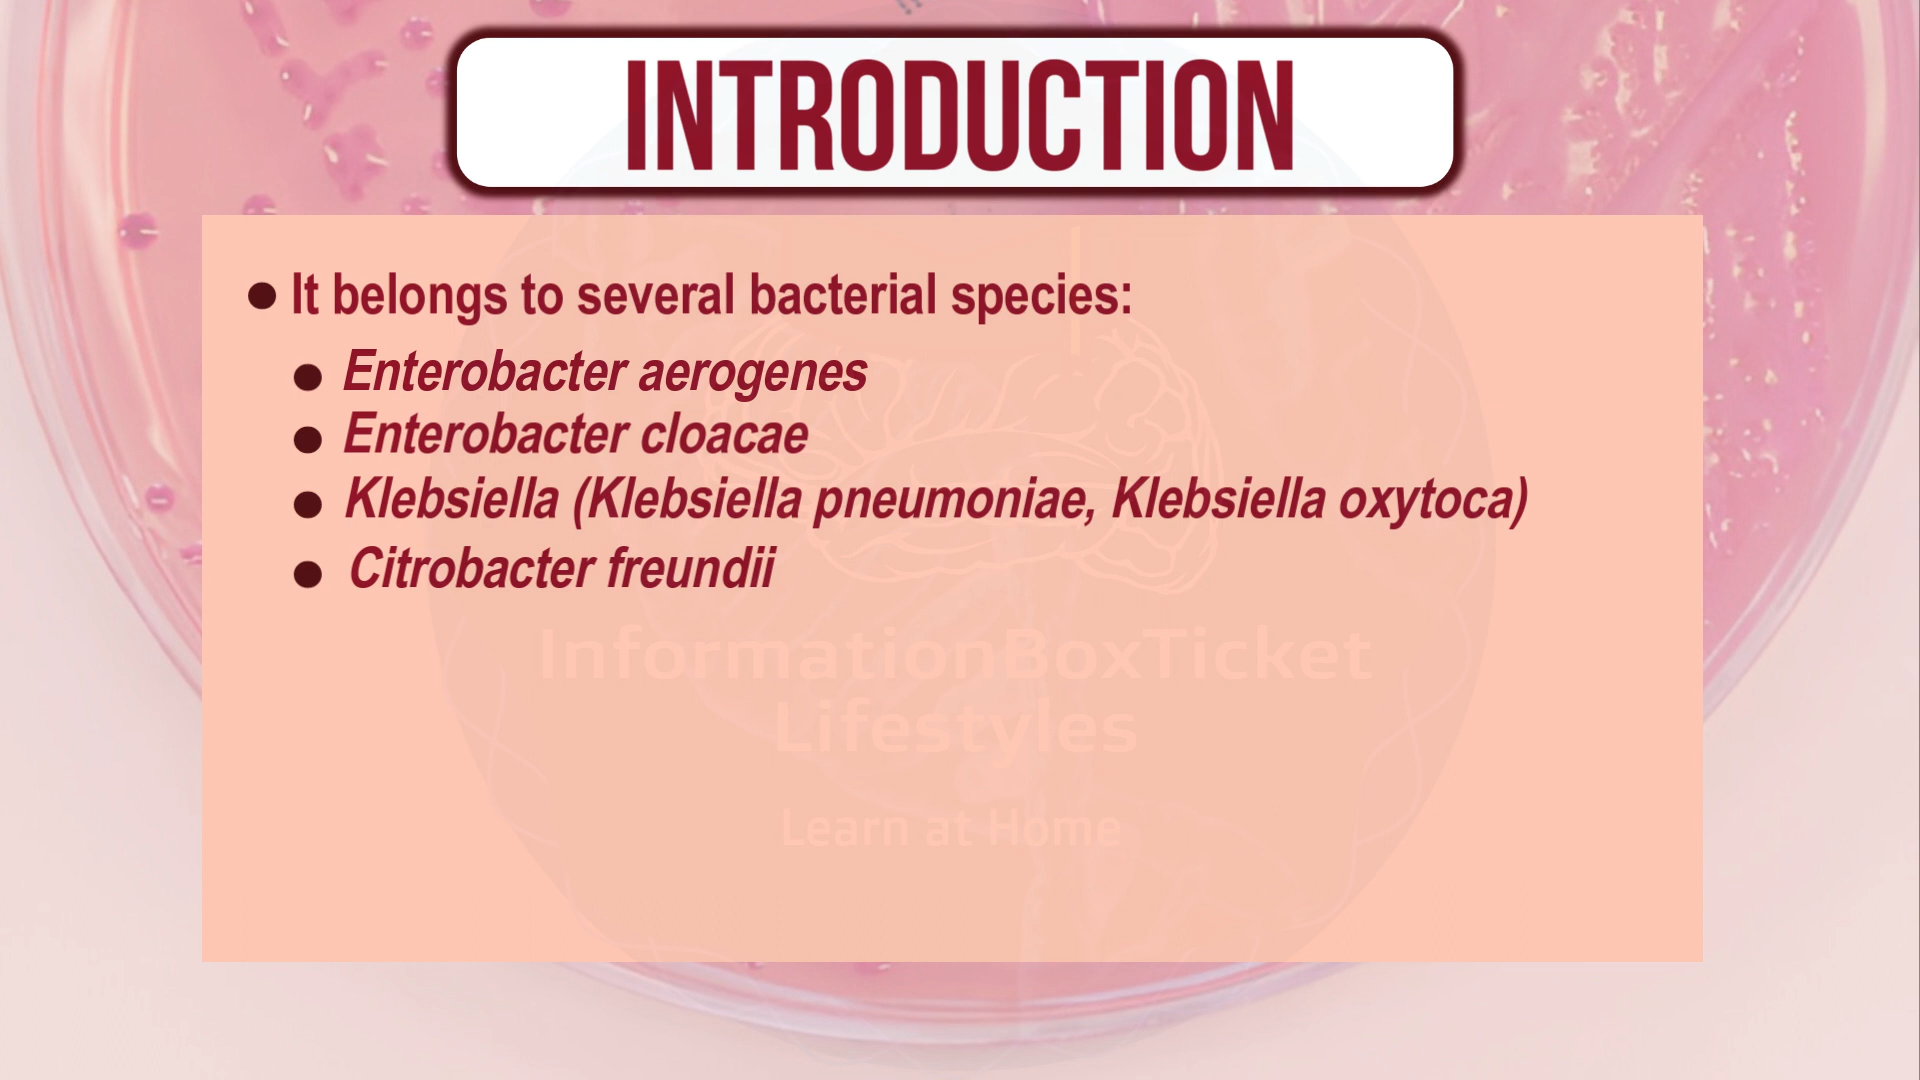 INTRODUCTION
● It belongs to several bacterial species:
● Enterobacter aerogenes
● Enterobacter cloacae
● Klebsiella (Klebsiella pneumoniae, Klebsiella oxytoca)
● Citrobacter freundii
InformationBoxTicket
Lifestyles
Learn at Home